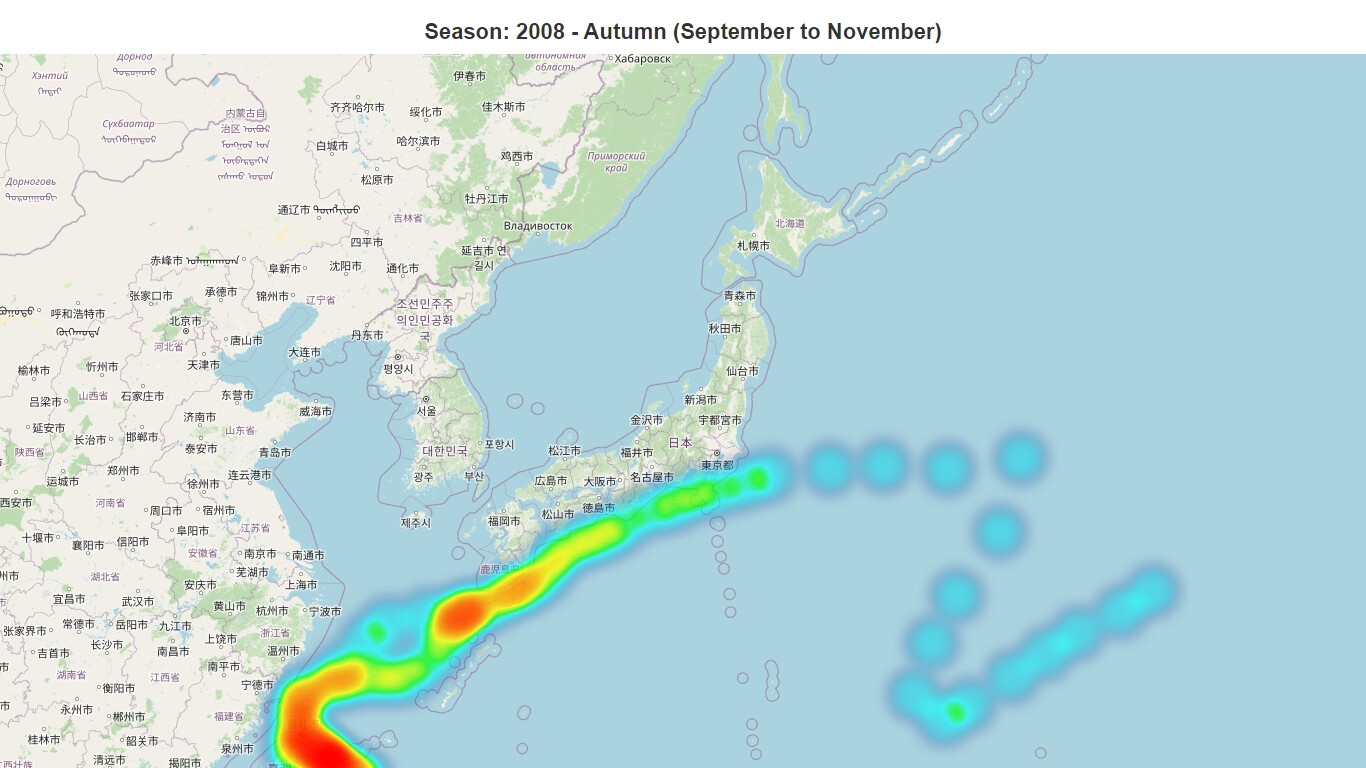 Season: 2008 - Autumn (September to November)
Дорнод
автономная
область
Хабаровск
Хэнтий
伊春市
齐齐哈尔市
绥化市
佳木斯市
内蒙古自
治区
Сүхбаатар
白城市
哈尔滨市
鸡西市
Приморский
край
Дорноговь
松原市
牡丹江市
通辽市
吉林省
Владивосток
北海道
四平市
延吉市 연
길시
札幌市
赤峰市
阜新市
沈阳市
通化市
张家口市
承德市
锦州市
辽宁省
조선민주주
의인민공화
국
青森市
呼和浩特市
北京市
秋田市
唐山市
丹东市
河北省
大连市
天津市
평양시
榆林市
忻州市
仙台市
吕梁市
山西省
石家庄市
东营市
威海市
서울
新潟市
延安市
济南市
金沢市
宇都宮市
长治市
邯郸市
山东省
대한민국
포항시
日本
陕西省
泰安市
青岛市
松江市
福井市
東京都
运城市
郑州市
连云港市
광주
부산
広島市
大阪市
名古屋市
西安市
徐州市
河南省
周口市
宿州市
제주시
福岡市
松山市
徳島市
十堰市
襄阳市
信阳市
阜阳市
江苏省
安徽省
南京市
南通市
鹿児島県
湖北省
芜湖市
安庆市
上海市
宜昌市
武汉市
黄山市
杭州市
宁波市
张家界市
常德市
岳阳市
九江市
浙江省
长沙市
上饶市
吉首市
南昌市
温州市
湖南省
江西省
南平市
宁德市
衡阳市
永州市
郴州市
福建省
桂林市
韶关市
泉州市
清远市
揭阳市